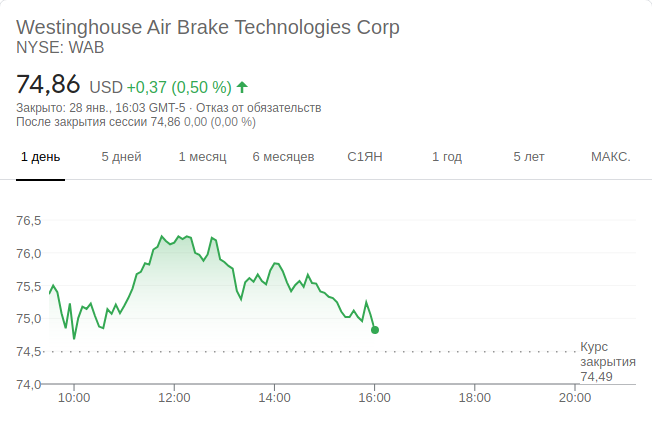 Westinghouse Air Brake Technologies Corp
NYSE: WAB
74,86 USD +0,37 (0,50 %)
Закрыто: 28 янв., 16:03 GMT-5 · Отказ от обязательств
После закрытия сессии 74,86 0,00 (0,00 %)
1 день 5 дней 1 месяц 6 месяцев С1ЯН 1 год 5 лет МАКС.
76,5
76,0
75,5
75,0
74,5
74,0
Курс
закрытия
74,49
10:00 12:00 14:00 16:00 18:00 20:00